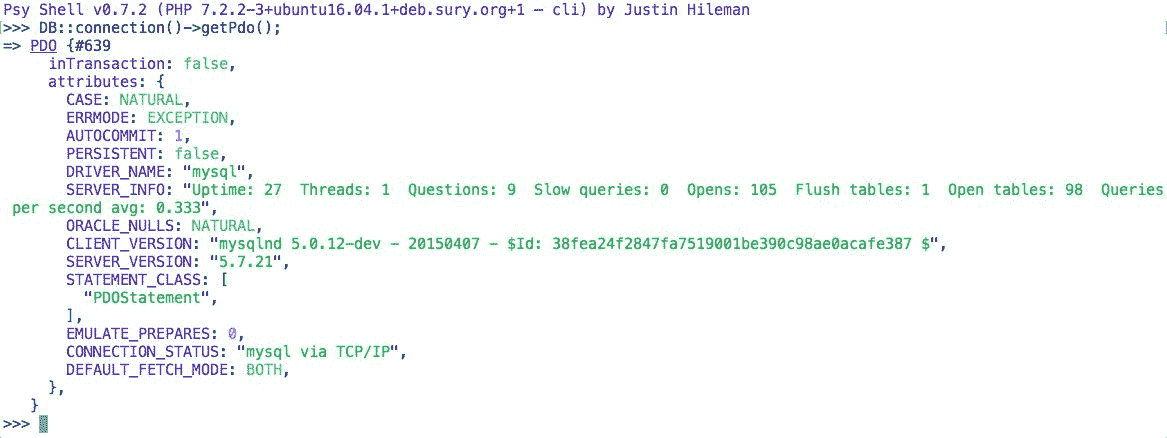 Psy Shell v0.7.2 (PHP 7.2.2-3+ubuntu16.04.1+deb.sury.org+1 — cli) by Justin Hileman
>>> DB::connection()->getPdo();
=> PDO {#639
     inTransaction: false,
     attributes: {
       CASE: NATURAL,
       ERRMODE: EXCEPTION,
       AUTOCOMMIT: 1,
       PERSISTENT: false,
       DRIVER_NAME: "mysql",
       SERVER_INFO: "Uptime: 27  Threads: 1  Questions: 9  Slow queries: 0  Opens: 105  Flush tables: 1  Open tables: 98  Queries
 per second avg: 0.333",
       ORACLE_NULLS: NATURAL,
       CLIENT_VERSION: "mysqlnd 5.0.12-dev - 20150407 - $Id: 38fea24f2847fa7519001be390c98ae0acafe387 $",
       SERVER_VERSION: "5.7.21",
       STATEMENT_CLASS: [
         "PDOStatement",
       ],
       EMULATE_PREPARES: 0,
       CONNECTION_STATUS: "mysql via TCP/IP",
       DEFAULT_FETCH_MODE: BOTH,
     },
   }
>>>